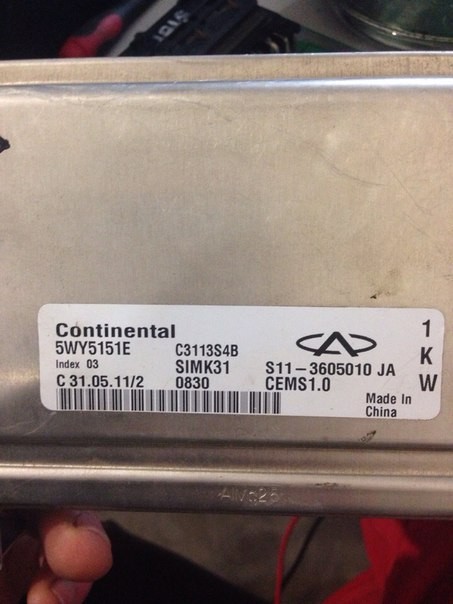 Continental
5WY5151E C3113S4B
Index 03 SIMK31 S11-3605010 JA
C 31.05.11/2 0830 CEMS1.0
Made In
China
1
K
W